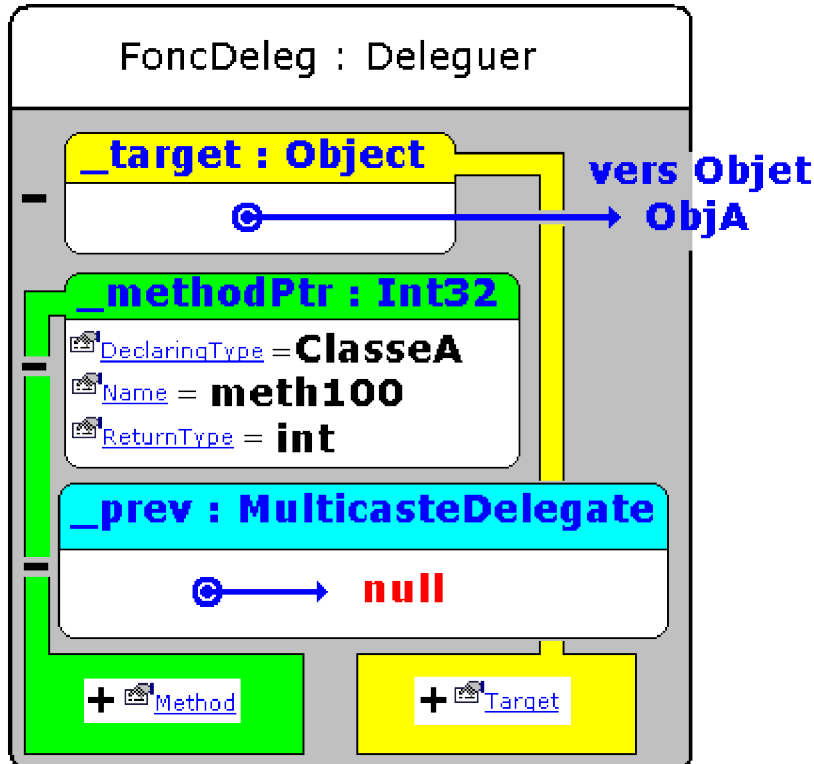 FoncDeleg : Deleguer
_target : Object
vers Objet
ObjA
_methodPtr : Int32
DeclaringType = ClasseA
Name = meth100
ReturnType = int
_prev : MulticasteDelegate
null
+ Method
+ Target